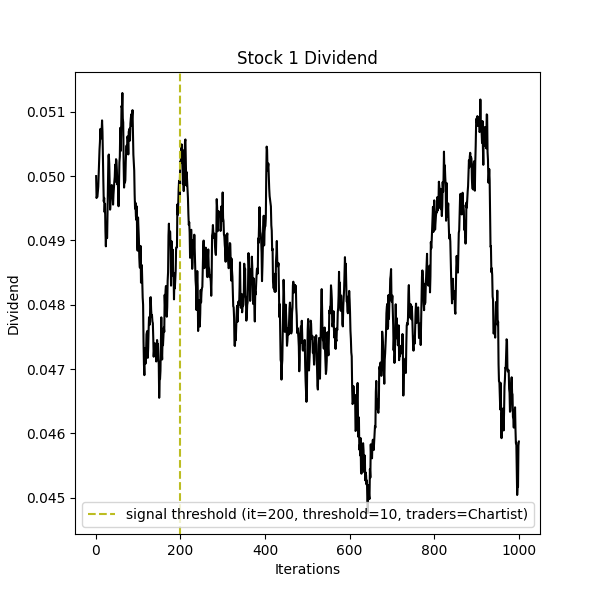 Stock 1 Dividend
0.051
0.050
0.049
0.048
0.047
0.046
0.045
Dividend
signal threshold (it=200, threshold=10, traders=Chartist)
0 200 400 600 800 1000
Iterations